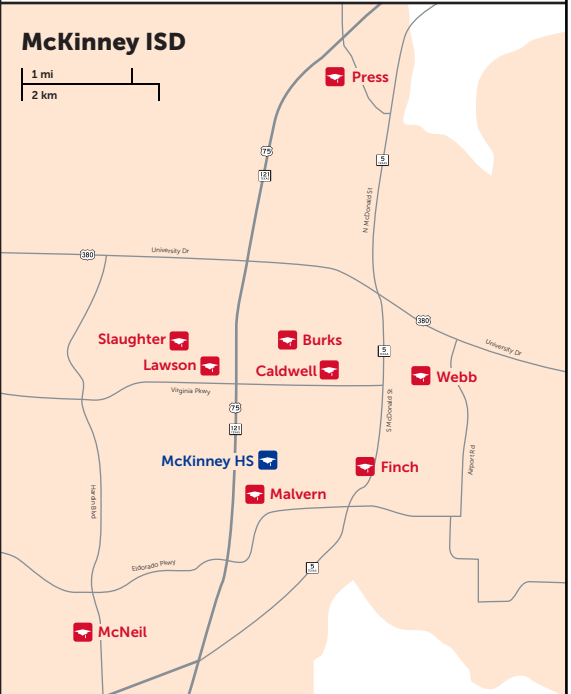 McKinney ISD
1 mi
2 km
Press
75
121
5
N McDonald St
380
University Dr
380
University Dr
Slaughter
Burks
5
Lawson
Caldwell
Webb
Virginia Pkwy
S McDonald St
75
121
McKinney HS
Finch
Airport Rd
Malvern
Hardin Blvd
Eldorado Pkwy
5
McNeil